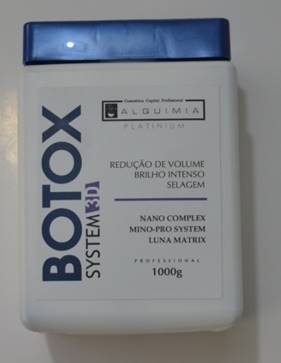 Cosmética Capilar Profissional
ALQUIMIA
PLATINIUM
REDUÇÃO DE VOLUME
BRILHO INTENSO
SELAGEM
NANO COMPLEX
MINO-PRO SYSTEM
LUNA MATRIX
PROFESSIONAL
1000g
BOTOX
SYSTEM 3D